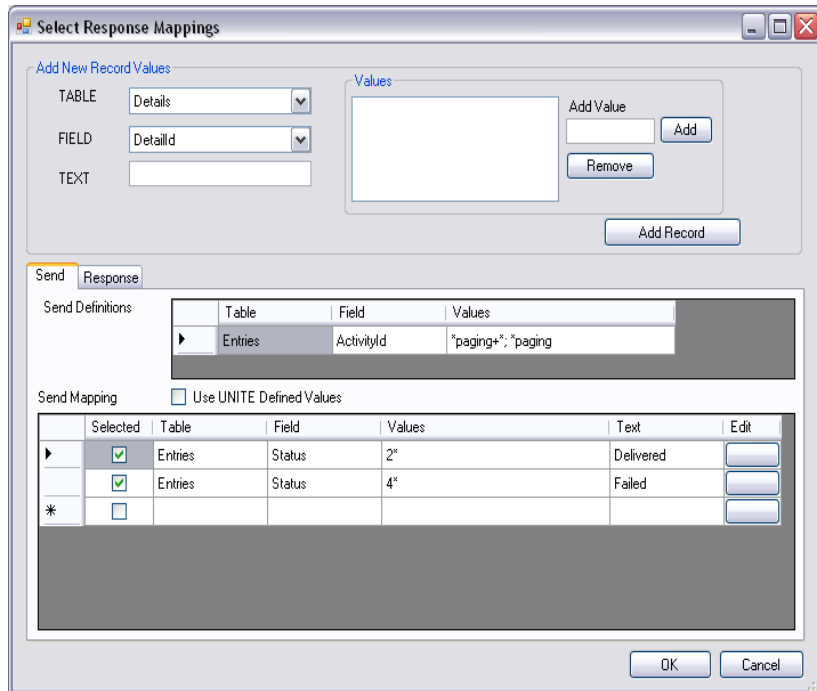 Select Response Mappings
Add New Record Values
TABLE Details
FIELD DetailId
TEXT
Values
Add Value
Add
Remove
Add Record
Send Response
Send Definitions
Table Field Values
Entries ActivityId *paging+*; *paging
Send Mapping Use UNITE Defined Values
Selected Table Field Values Text Edit
Entries Status 2* Delivered
Entries Status 4* Failed
OK Cancel